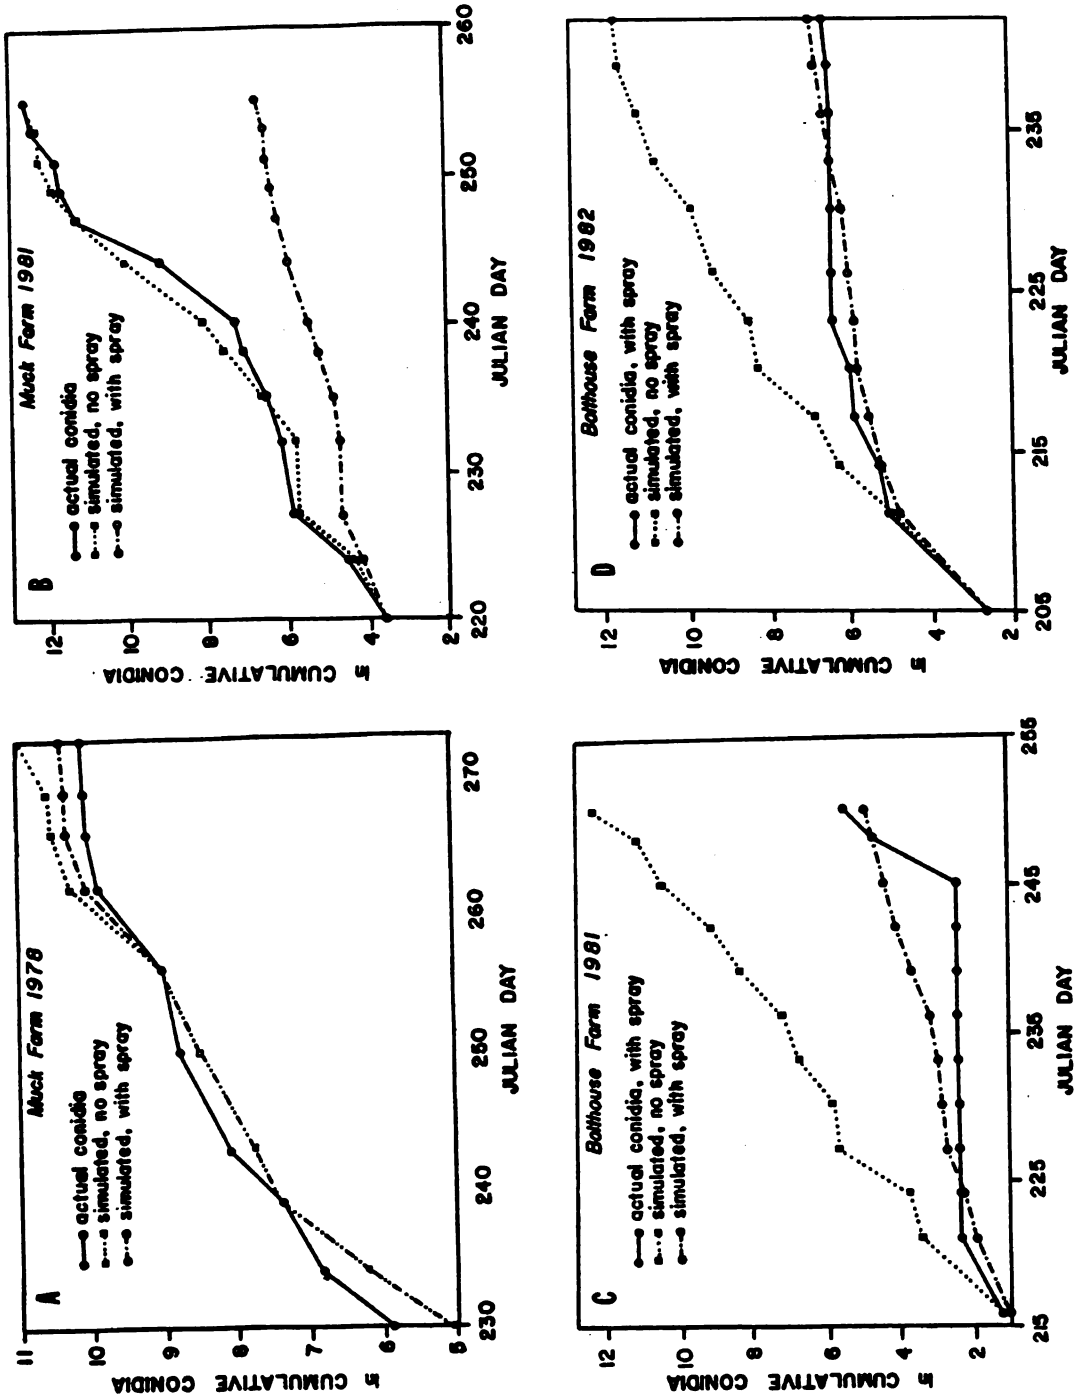 A
Muck Farm 1978
actual conidia
simulated, no spray
simulated, with spray
11
10
9
8
7
6
5
ln CUMULATIVE CONIDIA
230
240
250
260
270
JULIAN DAY
B
Muck Farm 1981
actual conidia
simulated, no spray
simulated, with spray
12
10
8
6
4
2
ln CUMULATIVE CONIDIA
220
230
240
250
260
JULIAN DAY
C
Bolthouse Farm 1981
actual conidia, with spray
simulated, no spray
simulated, with spray
12
10
8
6
4
2
ln CUMULATIVE CONIDIA
215
225
235
245
255
JULIAN DAY
D
Bolthouse Farm 1982
actual conidia, with spray
simulated, no spray
simulated, with spray
12
10
8
6
4
2
ln CUMULATIVE CONIDIA
205
215
225
235
JULIAN DAY